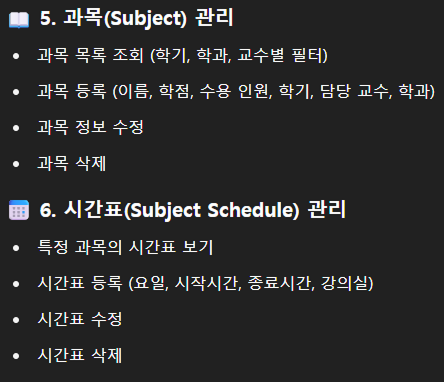 5. 과목(Subject) 관리
과목 목록 조회 (학기, 학과, 교수별 필터)
과목 등록 (이름, 학점, 수용 인원, 학기, 담당 교수, 학과)
과목 정보 수정
과목 삭제
6. 시간표(Subject Schedule) 관리
특정 과목의 시간표 보기
시간표 등록 (요일, 시작시간, 종료시간, 강의실)
시간표 수정
시간표 삭제